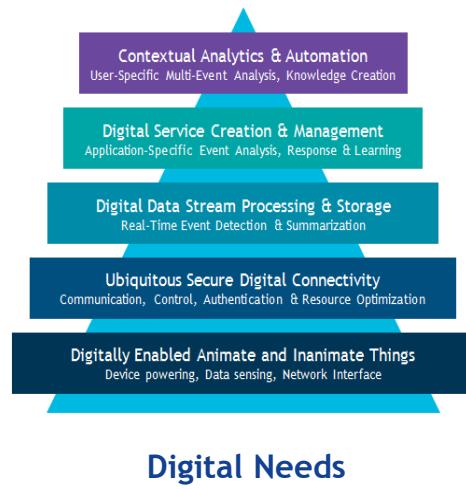 Contextual Analytics & Automation
User-Specific Multi-Event Analysis, Knowledge Creation
Digital Service Creation & Management
Application-Specific Event Analysis, Response & Learning
Digital Data Stream Processing & Storage
Real-Time Event Detection & Summarization
Ubiquitous Secure Digital Connectivity
Communication, Control, Authentication & Resource Optimization
Digitally Enabled Animate and Inanimate Things
Device powering, Data sensing, Network Interface
Digital Needs